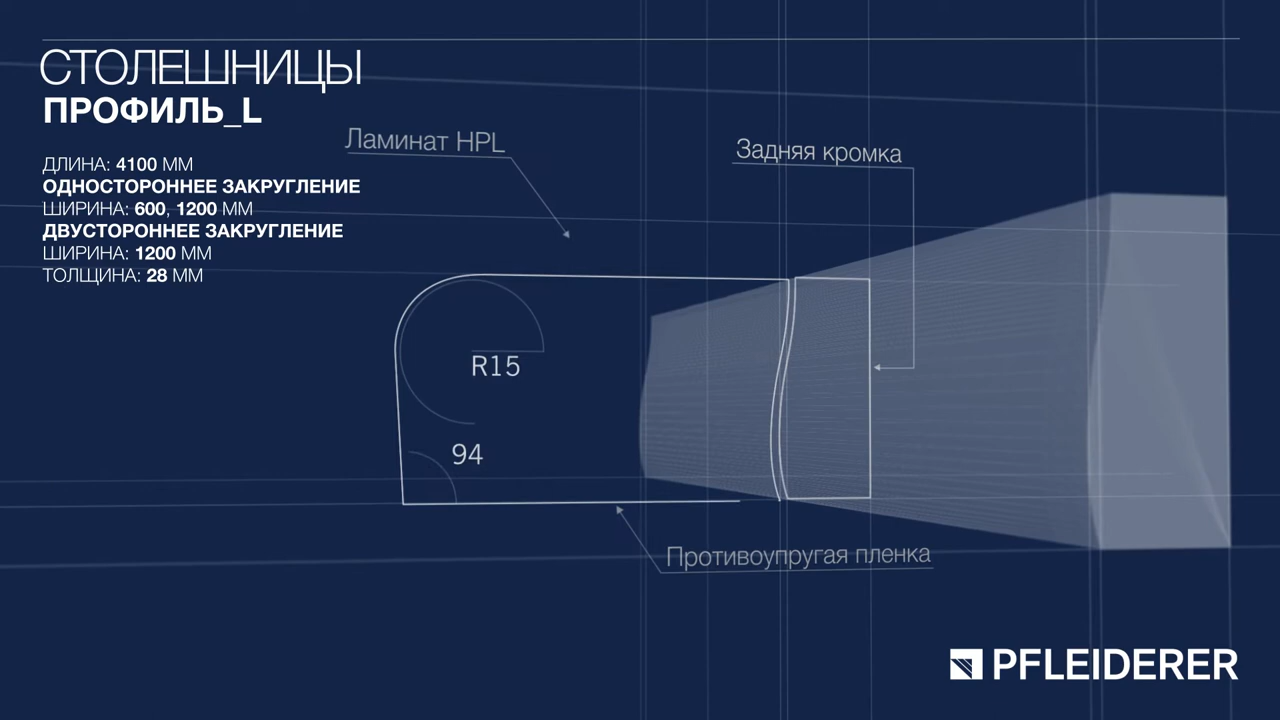 СТОЛЕШНИЦЫ
ПРОФИЛЬ_L
ДЛИНА: 4100 ММ
ОДНОСТОРОННЕЕ ЗАКРУГЛЕНИЕ
ШИРИНА: 600, 1200 ММ
ДВУСТОРОННЕЕ ЗАКРУГЛЕНИЕ
ШИРИНА: 1200 ММ
ТОЛЩИНА: 28 ММ
Ламинат HPL
Задняя кромка
R15
94
Противоупругая пленка
PFLEIDERER